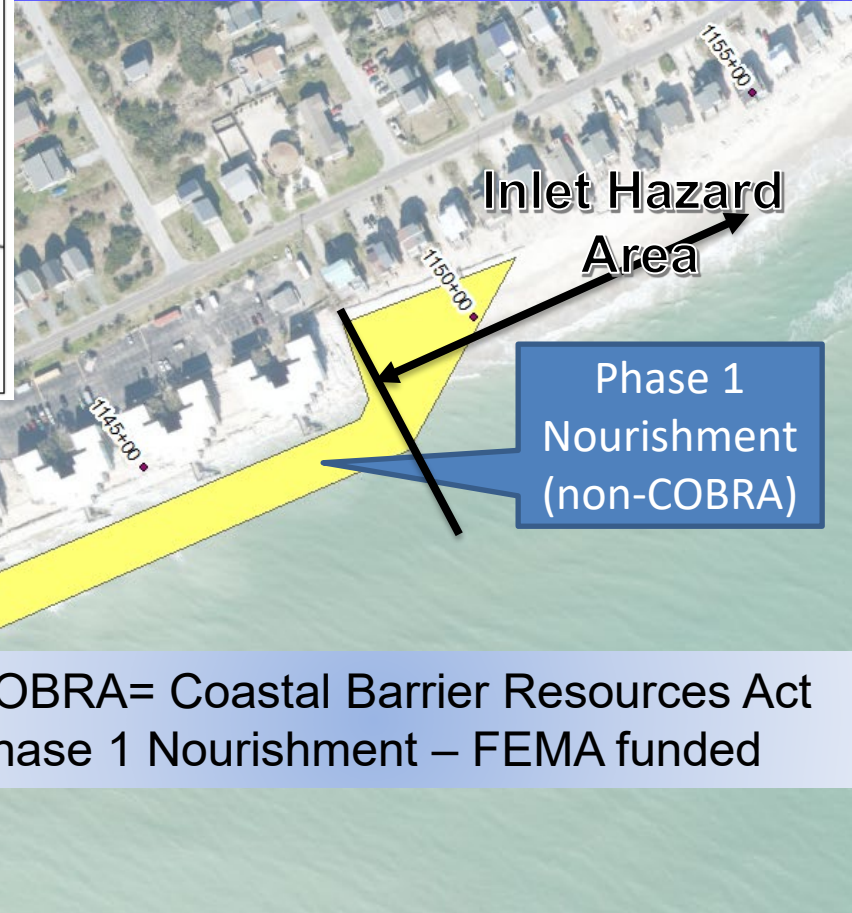 1155+00
Inlet Hazard
Area
1150+00
Phase 1
Nourishment
(non-COBRA)
1145+00
OBRA= Coastal Barrier Resources Act
hase 1 Nourishment – FEMA funded